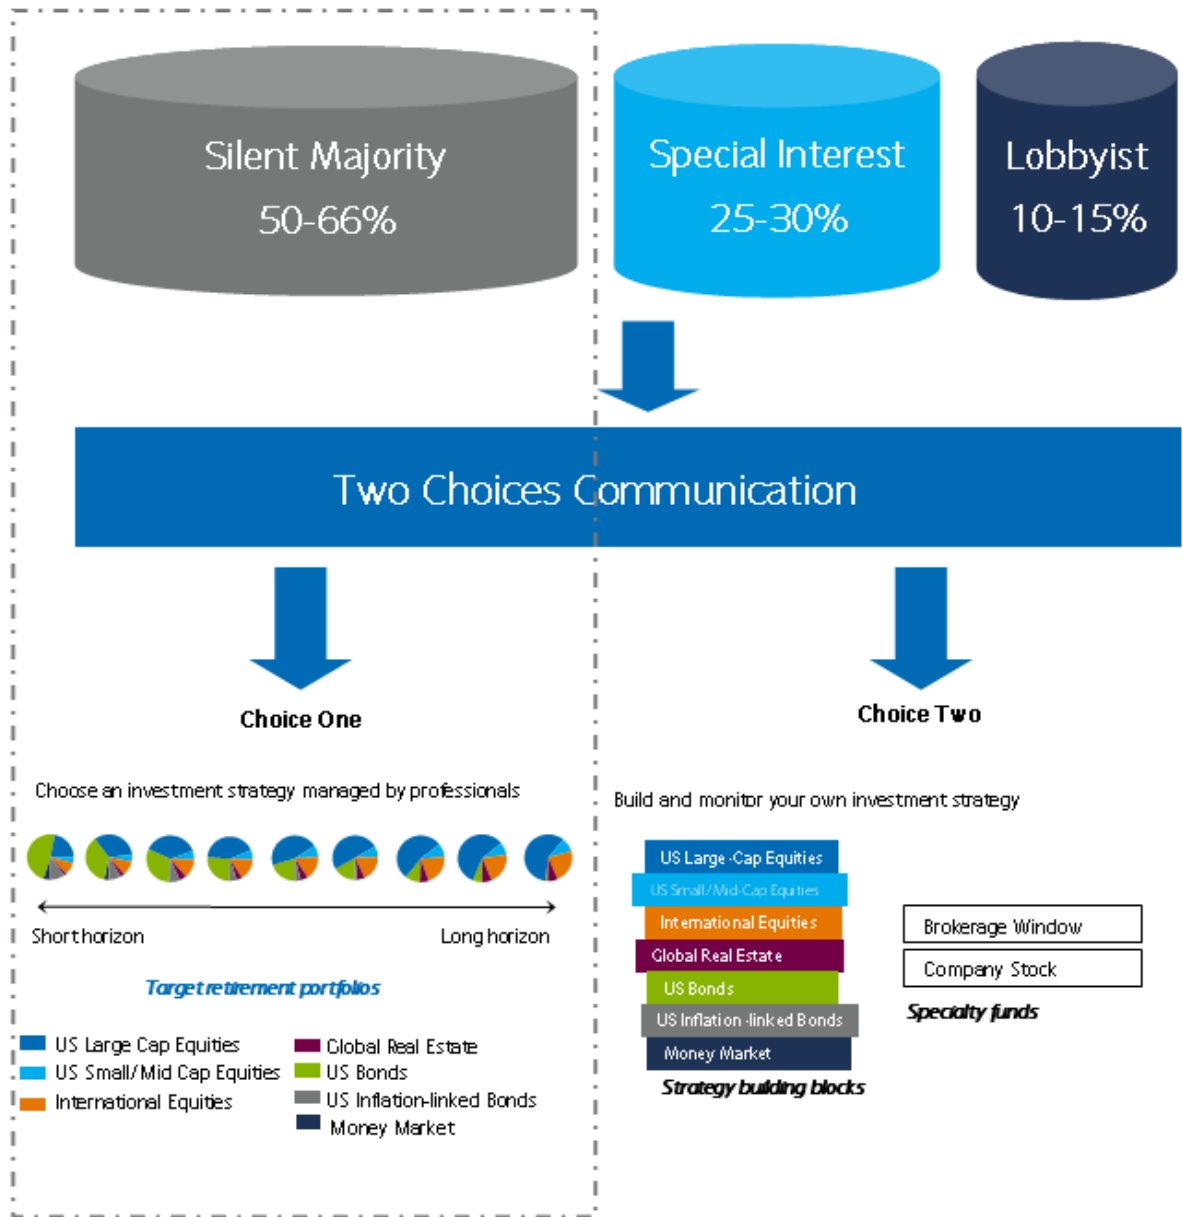 Silent Majority
50-66%
Special Interest
25-30%
Lobbyist
10-15%
Two Choices Communication
Choice One
Choose an investment strategy managed by professionals
Short horizon
Long horizon
Target retirement portfolios
US Large Cap Equities
US Small/Mid Cap Equities
International Equities
Global Real Estate
US Bonds
US Inflation-linked Bonds
Money Market
Choice Two
Build and monitor your own investment strategy
US Large-Cap Equities
US Small/Mid-Cap Equities
International Equities
Global Real Estate
US Bonds
US Inflation-linked Bonds
Money Market
Strategy building blocks
Brokerage Window
Company Stock
Specialty funds